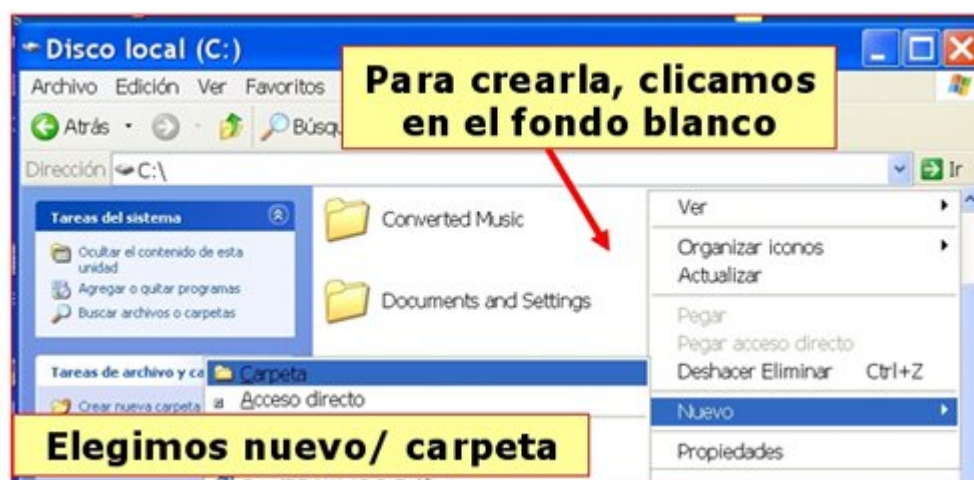 Disco local (C:)
Archivo Edición Ver Favoritos
Para crearla, clicamos
en el fondo blanco
Atrás
Dirección C:\
Ir
Tareas del sistema
Ocultar el contenido de esta
unidad
Agregar o quitar programas
Buscar archivos o carpetas
Converted Music
Documents and Settings
Ver
Organizar iconos
Actualizar
Pegar
Pegar acceso directo
Deshacer Eliminar Ctrl+Z
Nuevo
Propiedades
Tareas de archivo y ca
Crear nueva carpeta
Carpeta
Acceso directo
Elegimos nuevo/ carpeta